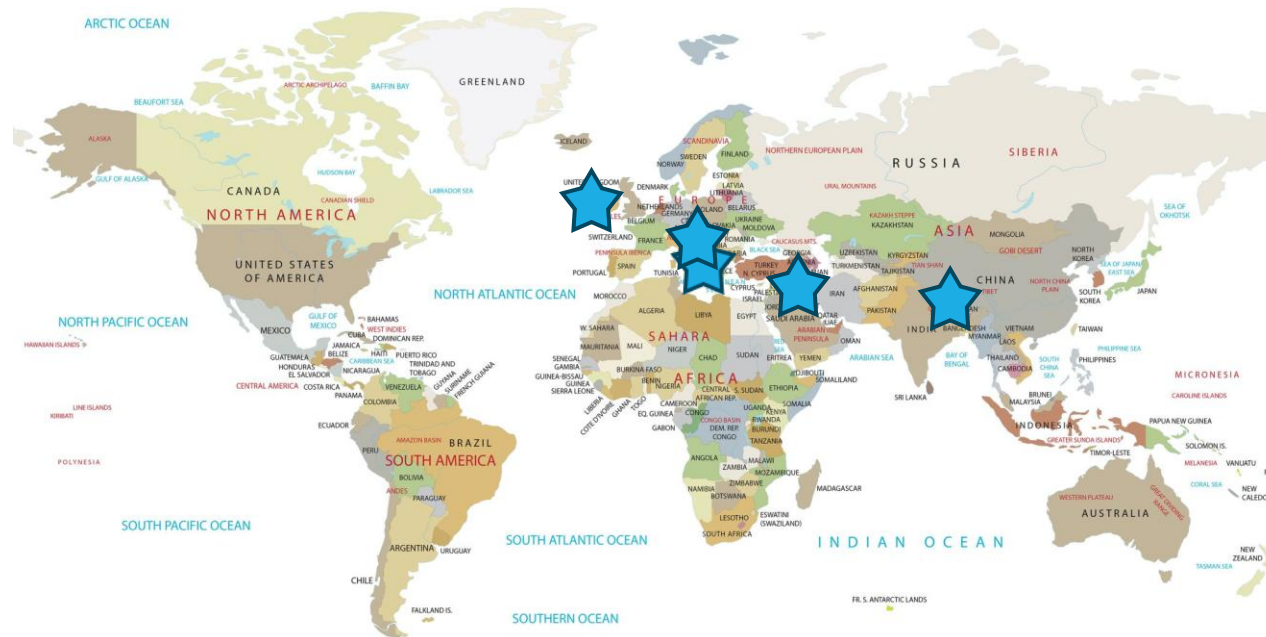 ARCTIC OCEAN
GREENLAND
ARCTIC ARCHIPELAGO
BAFFIN BAY
BEAUFORT SEA
ALASKA
ICELAND
SCANDINAVIA
NORWAY
SWEDEN
FINLAND
NORTHERN EUROPEAN PLAIN
RUSSIA
SIBERIA
GULF OF ALASKA
CANADA
HUDSON BAY
CANADIAN SHIELD
LABRADOR SEA
NORTH AMERICA
ESTONIA
LATVIA
LITHUANIA
DENMARK
URAL MOUNTAINS
EUROPE
NETHERLANDS
BELARUS
BELGIUM
UKRAINE
MOLDOVA
KAZAKH STEPPE
KAZAKHSTAN
SEA OF
OKHOTSK
SWITZERLAND
FRANCE
ROMANIA
BLACK SEA
CAUCASUS MTS.
GEORGIA
ASIA
MONGOLIA
GOBI DESERT
UNITED STATES
OF AMERICA
PORTUGAL
SPAIN
TURKEY
N. CYPRUS
UZBEKISTAN
KYRGYZSTAN
TURKMENISTAN
TAJIKISTAN
TIAN SHAN
CHINA
NORTH
KOREA
SEA OF JAPAN
EAST SEA
NORTH CHINA
PLAIN
SOUTH
KOREA
JAPAN
TUNISIA
CYPRUS
ISRAEL
IRAN
AFGHANISTAN
PAKISTAN
NORTH ATLANTIC OCEAN
MOROCCO
ALGERIA
LIBYA
EGYPT
SAUDI ARABIA
QATAR
UAE
OMAN
TAIWAN
NORTH PACIFIC OCEAN
HAWAIIAN ISLANDS
MEXICO
GULF OF
MEXICO
BAHAMAS
WEST INDIES
CUBA
DOMINICAN REP.
JAMAICA
HAITI
BELIZE
PUERTO RICO
GUATEMALA
HONDURAS
CARIBBEAN SEA
TRINIDAD AND
TOBAGO
EL SALVADOR
NICARAGUA
CENTRAL AMERICA
COSTA RICA
PANAMA
W. SAHARA
SAHARA
MAURITANIA
MALI
NIGER
CHAD
SUDAN
ERITREA
ARABIAN
PENINSULA
YEMEN
ARABIAN SEA
BANGLADESH
MYANMAR
VIETNAM
LAOS
THAILAND
CAMBODIA
BAY OF
BENGAL
SOUTH
CHINA
SEA
PHILIPPINE SEA
PHILIPPINES
SENEGAL
GAMBIA
GUINEA-BISSAU
GUINEA
SIERRA LEONE
BURKINA FASO
BENIN
NIGERIA
AFRICA
CENTRAL
AFRICAN REP.
S. SUDAN
ETHIOPIA
DJIBOUTI
SOMALILAND
SOMALIA
SRI LANKA
MICRONESIA
CAROLINE ISLANDS
LINE ISLANDS
KIRIBATI
VENEZUELA
GUYANA
SURINAME
FRENCH GUIANA
COLOMBIA
ECUADOR
LIBERIA
COTE D'IVOIRE
GHANA
TOGO
CAMEROON
EQ. GUINEA
GABON
CONGO
CONGO BASIN
DEM. REP.
CONGO
UGANDA
KENYA
RWANDA
BURUNDI
TANZANIA
BRUNEI
MALAYSIA
INDONESIA
GREATER SUNDA ISLANDS
PAPUA NEW GUINEA
SOLOMON IS.
TIMOR-LESTE
POLYNESIA
PERU
AMAZON BASIN
BRAZIL
SOUTH AMERICA
BOLIVIA
ANDES
PARAGUAY
ANGOLA
ZAMBIA
MALAWI
MOZAMBIQUE
ZIMBABWE
NAMIBIA
BOTSWANA
MADAGASCAR
MELANESIA
VANUATU
CORAL SEA
NEW
CALEDO
WESTERN PLATEAU
GREAT DIVIDING
RANGE
AUSTRALIA
SOUTH PACIFIC OCEAN
ARGENTINA
URUGUAY
CHILE
SOUTH ATLANTIC OCEAN
LESOTHO
SOUTH AFRICA
ESWATINI
(SWAZILAND)
INDIAN OCEAN
NEW
ZEALAND
TASMAN SEA
FALKLAND IS.
SOUTHERN OCEAN
FR. S. ANTARCTIC LANDS